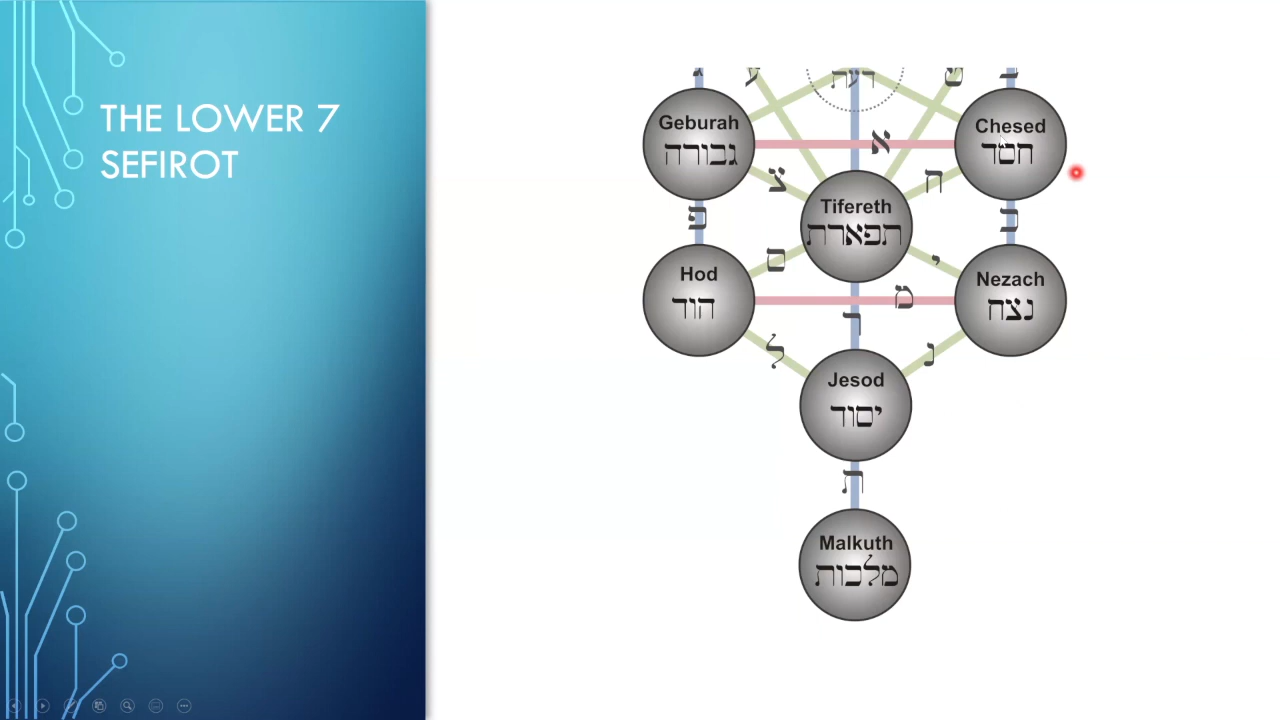 THE LOWER 7
SEFIROT
ע
ש
Geburah
גבורה
א
Chesed
חסד
צ
ח
Tifereth
תפארת
פ
כ
ס
י
Hod
הוד
מ
Nezach
נצח
ר
ל
נ
Jesod
יסוד
ת
Malkuth
מלכות